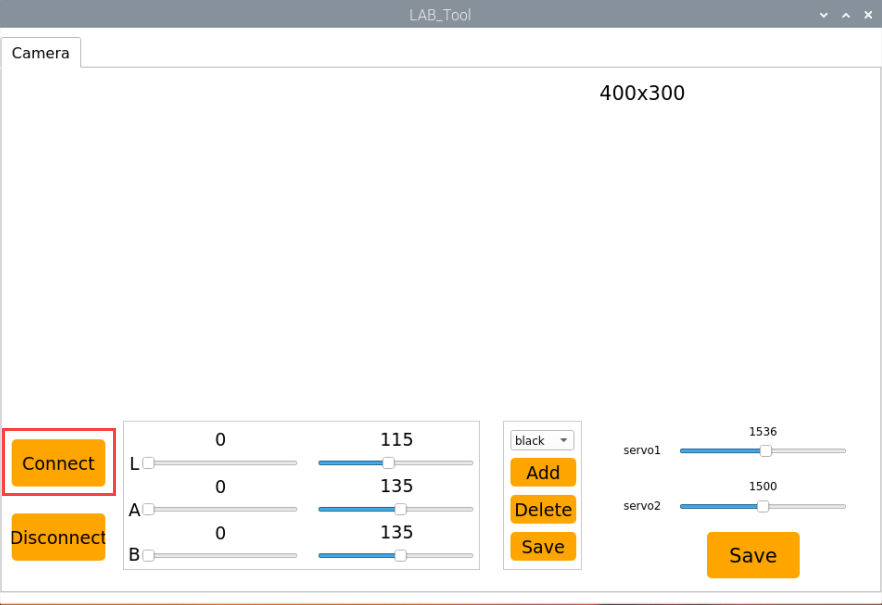 LAB_Tool
Camera
400x300
Connect
Disconnect
0 115
L
0 135
A
0 135
B
black
Add
Delete
Save
1536
servo1
1500
servo2
Save